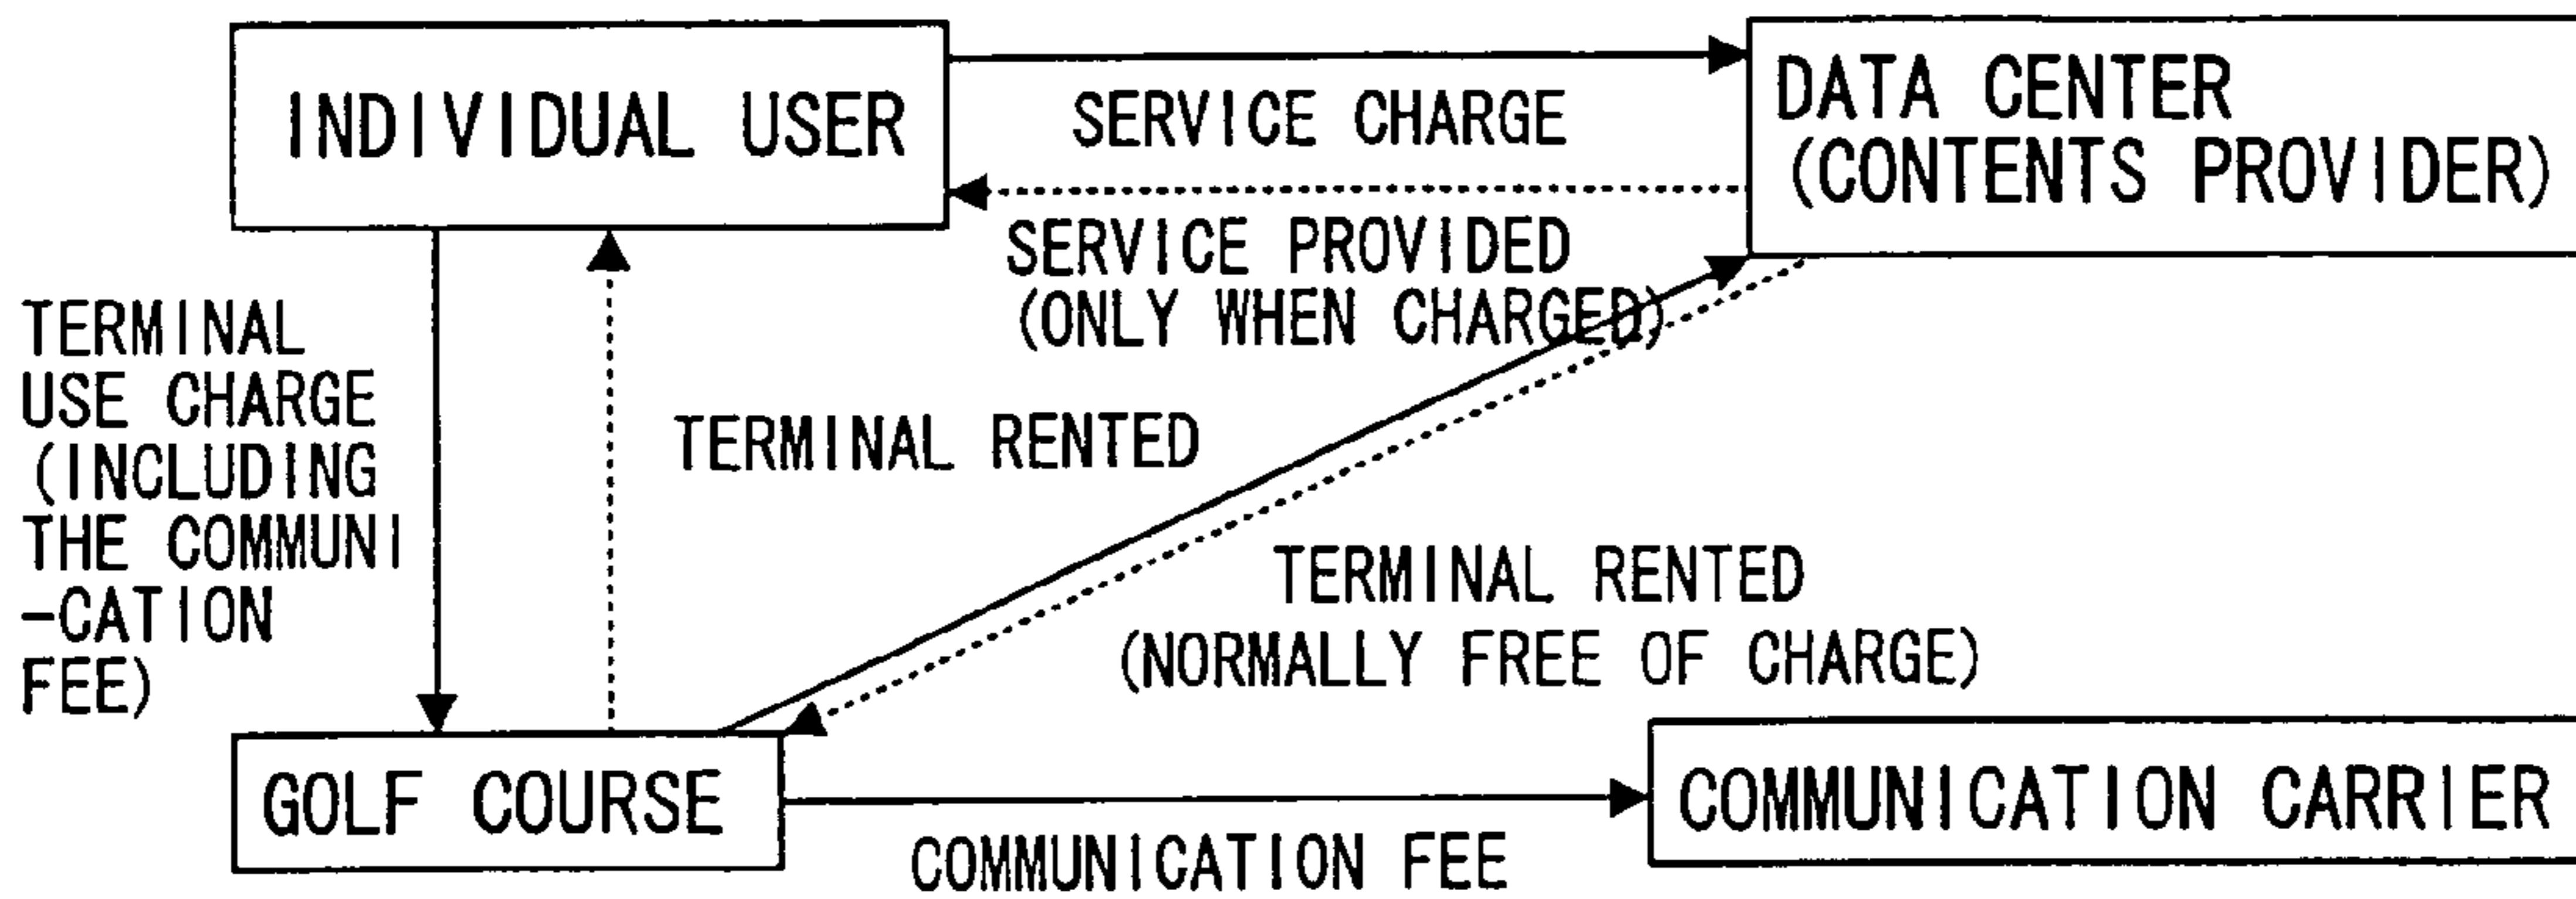 INDIVIDUAL USER
SERVICE CHARGE
DATA CENTER
(CONTENTS PROVIDER)
SERVICE PROVIDED
(ONLY WHEN CHARGED)
TERMINAL
USE CHARGE
(INCLUDING
THE COMMUNI
-CATION
FEE)
TERMINAL RENTED
TERMINAL RENTED
(NORMALLY FREE OF CHARGE)
GOLF COURSE
COMMUNICATION FEE
COMMUNICATION CARRIER